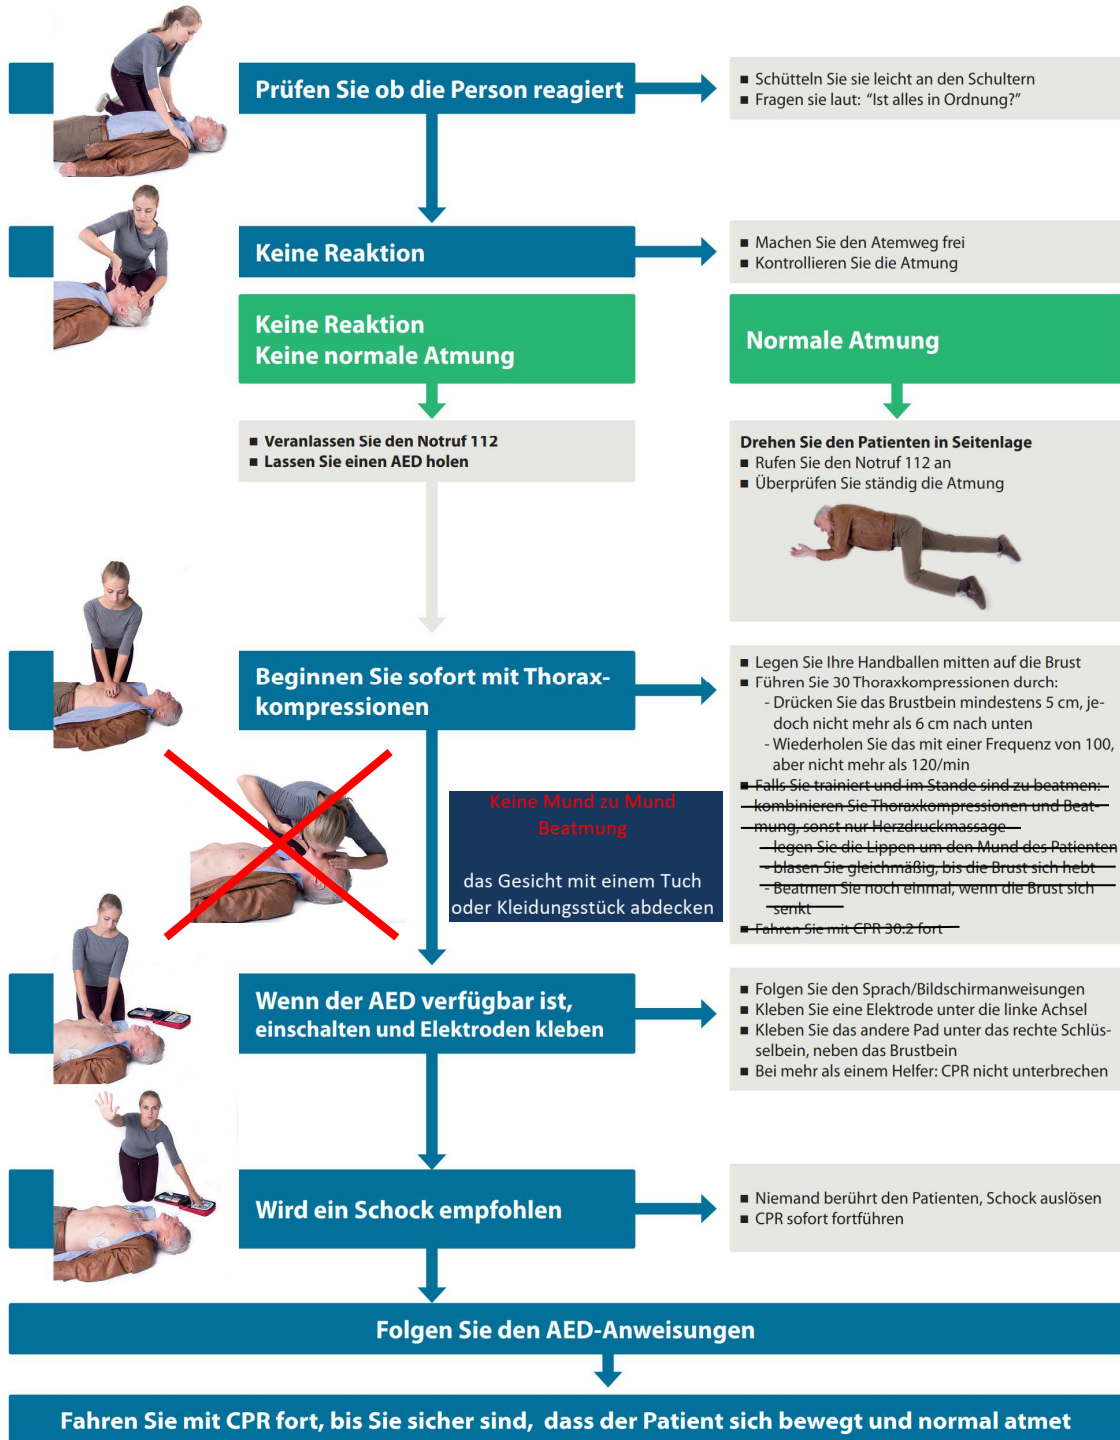 Prüfen Sie ob die Person reagiert
■ Schütteln Sie sie leicht an den Schultern
■ Fragen sie laut: “Ist alles in Ordnung?”
Keine Reaktion
■ Machen Sie den Atemweg frei
■ Kontrollieren Sie die Atmung
Keine Reaktion
Keine normale Atmung
Normale Atmung
■ Veranlassen Sie den Notruf 112
■ Lassen Sie einen AED holen
Drehen Sie den Patienten in Seitenlage
■ Rufen Sie den Notruf 112 an
■ Überprüfen Sie ständig die Atmung
Beginnen Sie sofort mit Thorax-
kompressionen
■ Legen Sie Ihre Handballen mitten auf die Brust
■ Führen Sie 30 Thoraxkompressionen durch:
- Drücken Sie das Brustbein mindestens 5 cm, je-
doch nicht mehr als 6 cm nach unten
- Wiederholen Sie das mit einer Frequenz von 100,
aber nicht mehr als 120/min
■ Falls Sie trainiert und im Stande sind zu beatmen:
kombinieren Sie Thoraxkompressionen und Beat-
mung, sonst nur Herzdruckmassage
- legen Sie die Lippen um den Mund des Patienten
- blasen Sie gleichmäßig, bis die Brust sich hebt
- Beatmen Sie noch einmal, wenn die Brust sich
senkt
■ Fahren Sie mit CPR 30:2 fort
Keine Mund zu Mund
Beatmung
das Gesicht mit einem Tuch
oder Kleidungsstück abdecken
Wenn der AED verfügbar ist,
einschalten und Elektroden kleben
■ Folgen Sie den Sprach/Bildschirmanweisungen
■ Kleben Sie eine Elektrode unter die linke Achsel
■ Kleben Sie das andere Pad unter das rechte Schlüs-
selbein, neben das Brustbein
■ Bei mehr als einem Helfer: CPR nicht unterbrechen
Wird ein Schock empfohlen
■ Niemand berührt den Patienten, Schock auslösen
■ CPR sofort fortführen
Folgen Sie den AED-Anweisungen
Fahren Sie mit CPR fort, bis Sie sicher sind, dass der Patient sich bewegt und normal atmet